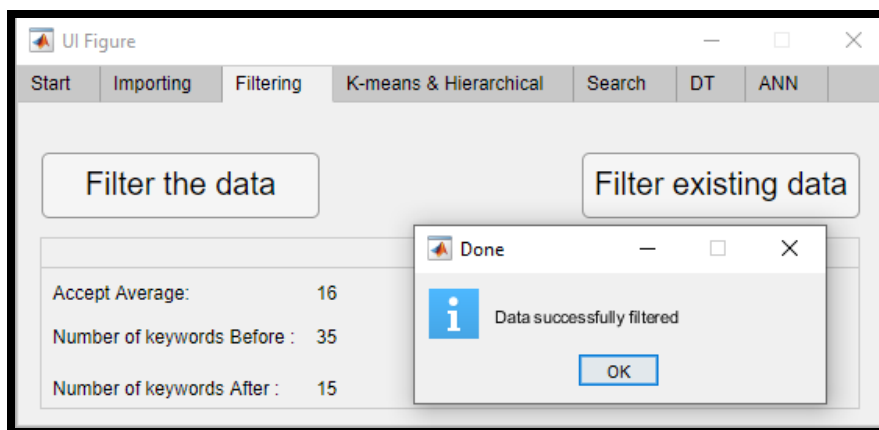 UI Figure
Start Importing Filtering K-means & Hierarchical Search DT ANN
Filter the data
Filter existing data
Done
Data successfully filtered
OK
Accept Average: 16
Number of keywords Before : 35
Number of keywords After : 15